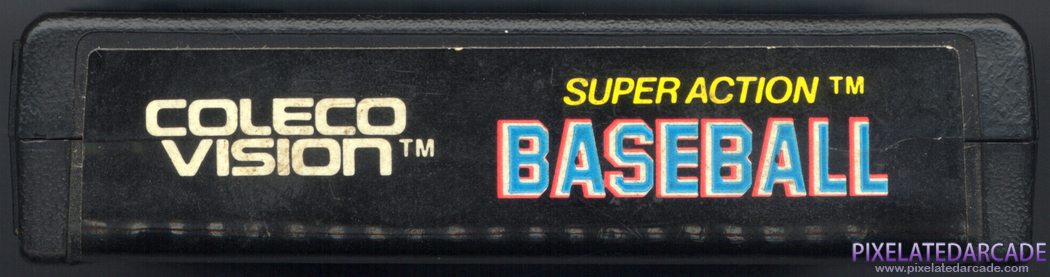 COLECO
VISION™
SUPER ACTION™
BASEBALL
PIXELATEDARCADE
www.pixelatedarcade.com